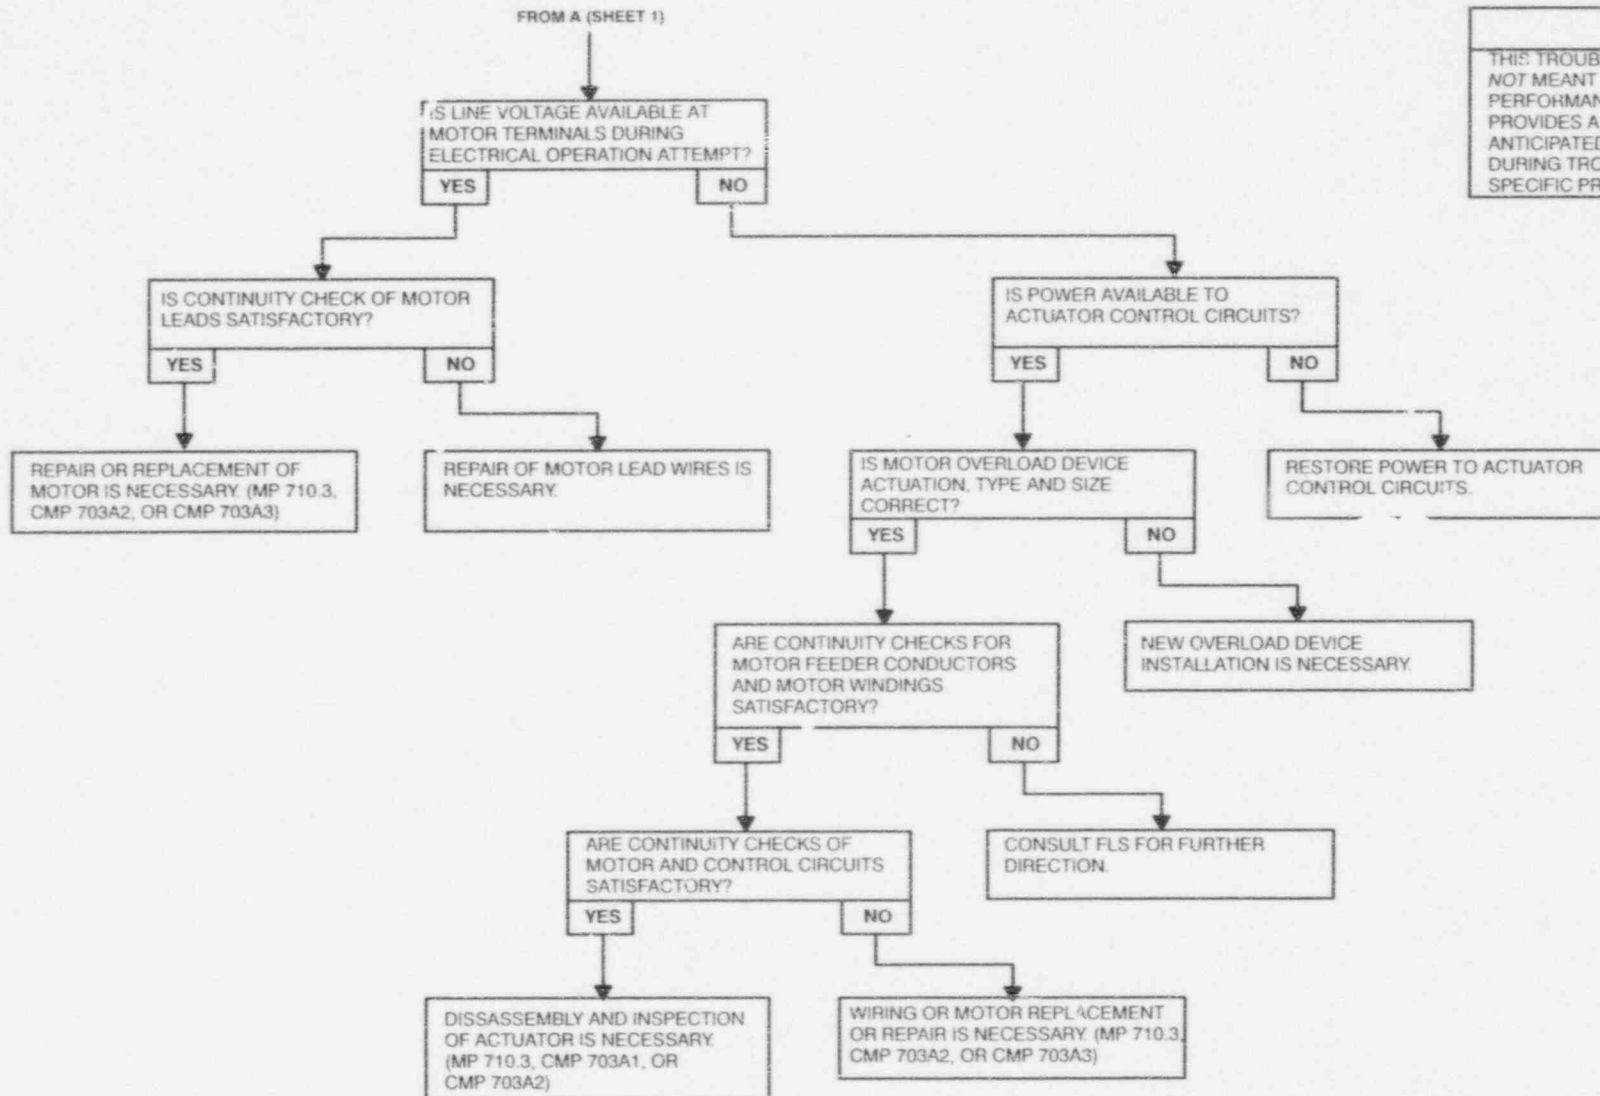 FROM A (SHEET 1)
THIS TROUB
NOT MEANT
PERFORMAN
PROVIDES A
ANTICIPATED
DURING TRO
SPECIFIC PR
IS LINE VOLTAGE AVAILABLE AT
MOTOR TERMINALS DURING
ELECTRICAL OPERATION ATTEMPT?
YES
NO
IS CONTINUITY CHECK OF MOTOR
LEADS SATISFACTORY?
YES
NO
IS POWER AVAILABLE TO
ACTUATOR CONTROL CIRCUITS?
YES
NO
REPAIR OR REPLACEMENT OF
MOTOR IS NECESSARY. (MP 710.3,
CMP 703A2, OR CMP 703A3)
REPAIR OF MOTOR LEAD WIRES IS
NECESSARY.
IS MOTOR OVERLOAD DEVICE
ACTUATION, TYPE AND SIZE
CORRECT?
YES
NO
RESTORE POWER TO ACTUATOR
CONTROL CIRCUITS.
ARE CONTINUITY CHECKS FOR
MOTOR FEEDER CONDUCTORS
AND MOTOR WINDINGS
SATISFACTORY?
YES
NO
NEW OVERLOAD DEVICE
INSTALLATION IS NECESSARY.
ARE CONTINUITY CHECKS OF
MOTOR AND CONTROL CIRCUITS
SATISFACTORY?
YES
NO
CONSULT FLS FOR FURTHER
DIRECTION.
DISSASSEMBLY AND INSPECTION
OF ACTUATOR IS NECESSARY.
(MP 710.3, CMP 703A1, OR
CMP 703A2)
WIRING OR MOTOR REPLACEMENT
OR REPAIR IS NECESSARY. (MP 710.3,
CMP 703A2, OR CMP 703A3)